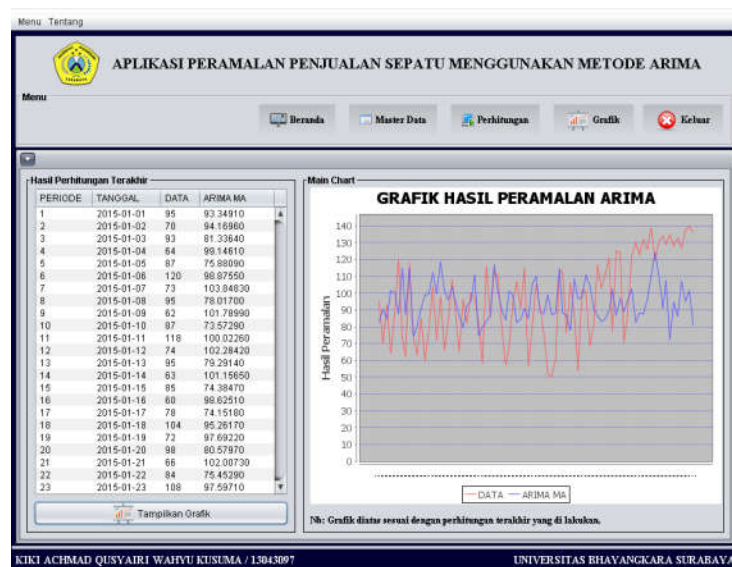 Menu Tentang
APLIKASI PERAMALAN PENJUALAN SEPATU MENGGUNAKAN METODE ARIMA
Menu
Beranda Master Data Perhitungan Grafik Keluar
Hasil Perhitungan Terakhir
PERIODE TANGGAL DATA ARIMA MA
1 2015-01-01 95 93.34910
2 2015-01-02 70 94.16960
3 2015-01-03 93 81.33640
4 2015-01-04 64 99.14610
5 2015-01-05 87 75.88090
6 2015-01-06 120 98.87550
7 2015-01-07 73 103.84830
8 2015-01-08 95 78.01700
9 2015-01-09 62 101.78990
10 2015-01-10 87 73.57290
11 2015-01-11 118 100.02260
12 2015-01-12 74 102.28420
13 2015-01-13 95 79.29140
14 2015-01-14 63 101.15650
15 2015-01-15 85 74.38470
16 2015-01-16 60 98.62510
17 2015-01-17 78 74.15180
18 2015-01-18 104 95.26170
19 2015-01-19 72 97.69220
20 2015-01-20 98 80.57970
21 2015-01-21 66 102.00730
22 2015-01-22 84 75.45290
23 2015-01-23 108 97.59710
Tampilkan Grafik
Main Chart
GRAFIK HASIL PERAMALAN ARIMA
Hasil Peramalan
140
130
120
110
100
90
80
70
60
50
40
30
20
10
0
DATA ARIMA MA
Nb: Grafik diatas sesuai dengan perhitungan terakhir yang di lakukan.
KIKI ACHMAD QUSYAIRI WAHYU KUSUMA / 13043097
UNIVERSITAS BHAYANGKARA SURABAYA